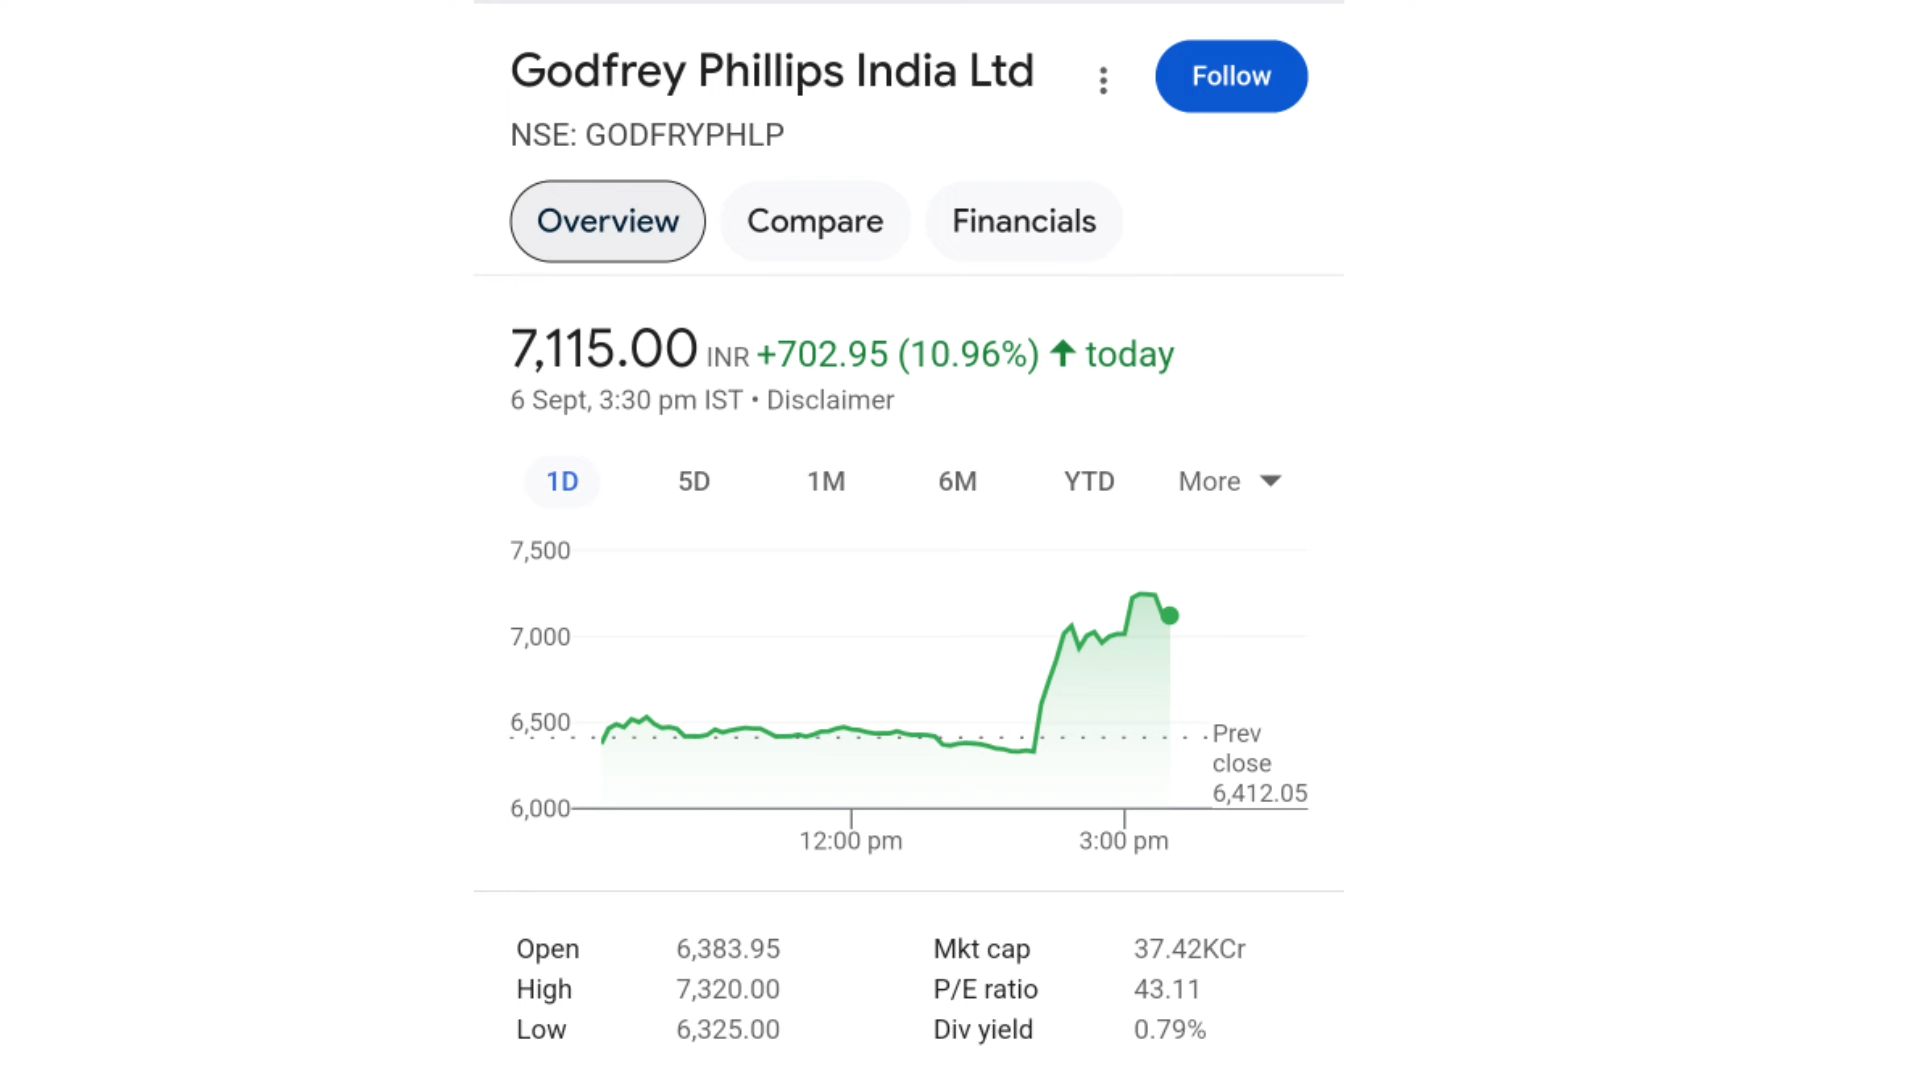 Godfrey Phillips India Ltd
Follow
NSE: GODFRYPHLP
Overview Compare Financials
7,115.00 INR +702.95 (10.96%) ↑ today
6 Sept, 3:30 pm IST • Disclaimer
1D 5D 1M 6M YTD More
7,500
7,000
6,500
6,000
Prev
close
6,412.05
12:00 pm 3:00 pm
Open 6,383.95 Mkt cap 37.42KCr
High 7,320.00 P/E ratio 43.11
Low 6,325.00 Div yield 0.79%